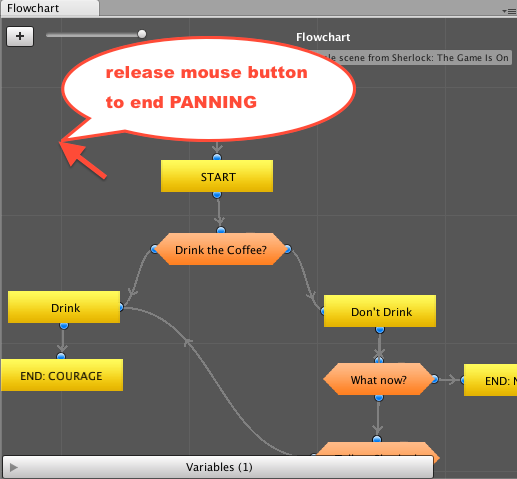 Flowchart
+
Flowchart
le scene from Sherlock: The Game Is On
release mouse button
to end PANNING
START
Drink the Coffee?
Drink
Don't Drink
END: COURAGE
What now?
END: N
Variables (1)